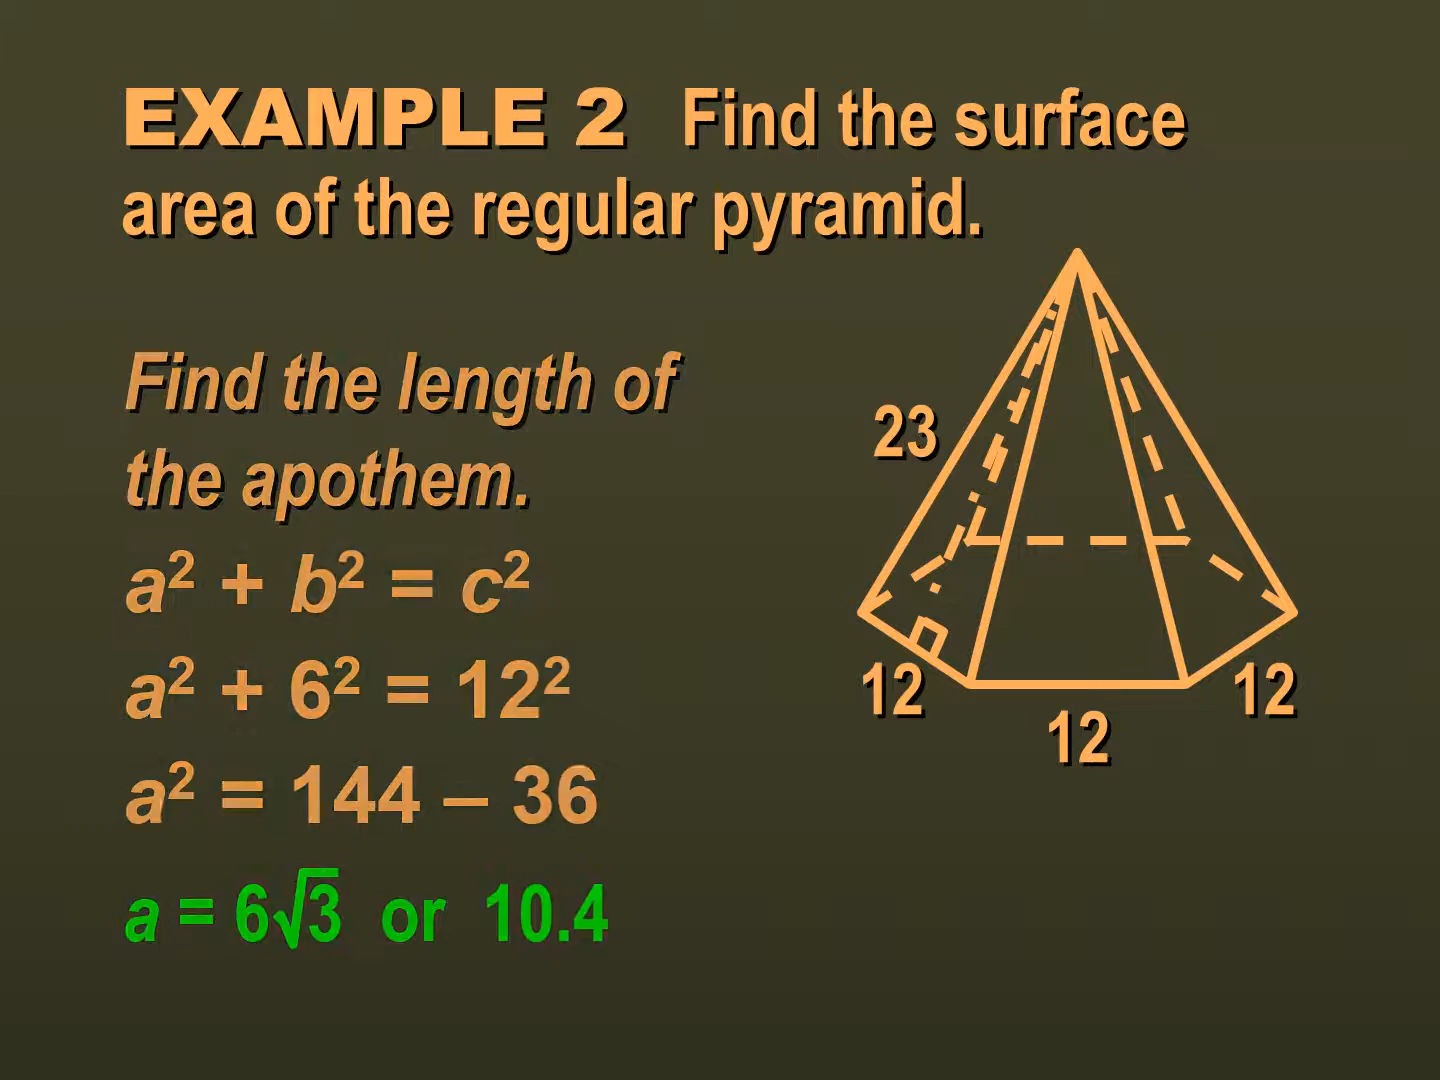 EXAMPLE 2 Find the surface
area of the regular pyramid.
Find the length of
the apothem.
a² + b² = c²
a² + 6² = 12²
a² = 144 – 36
a = 6√3 or 10.4
23
12
12
12